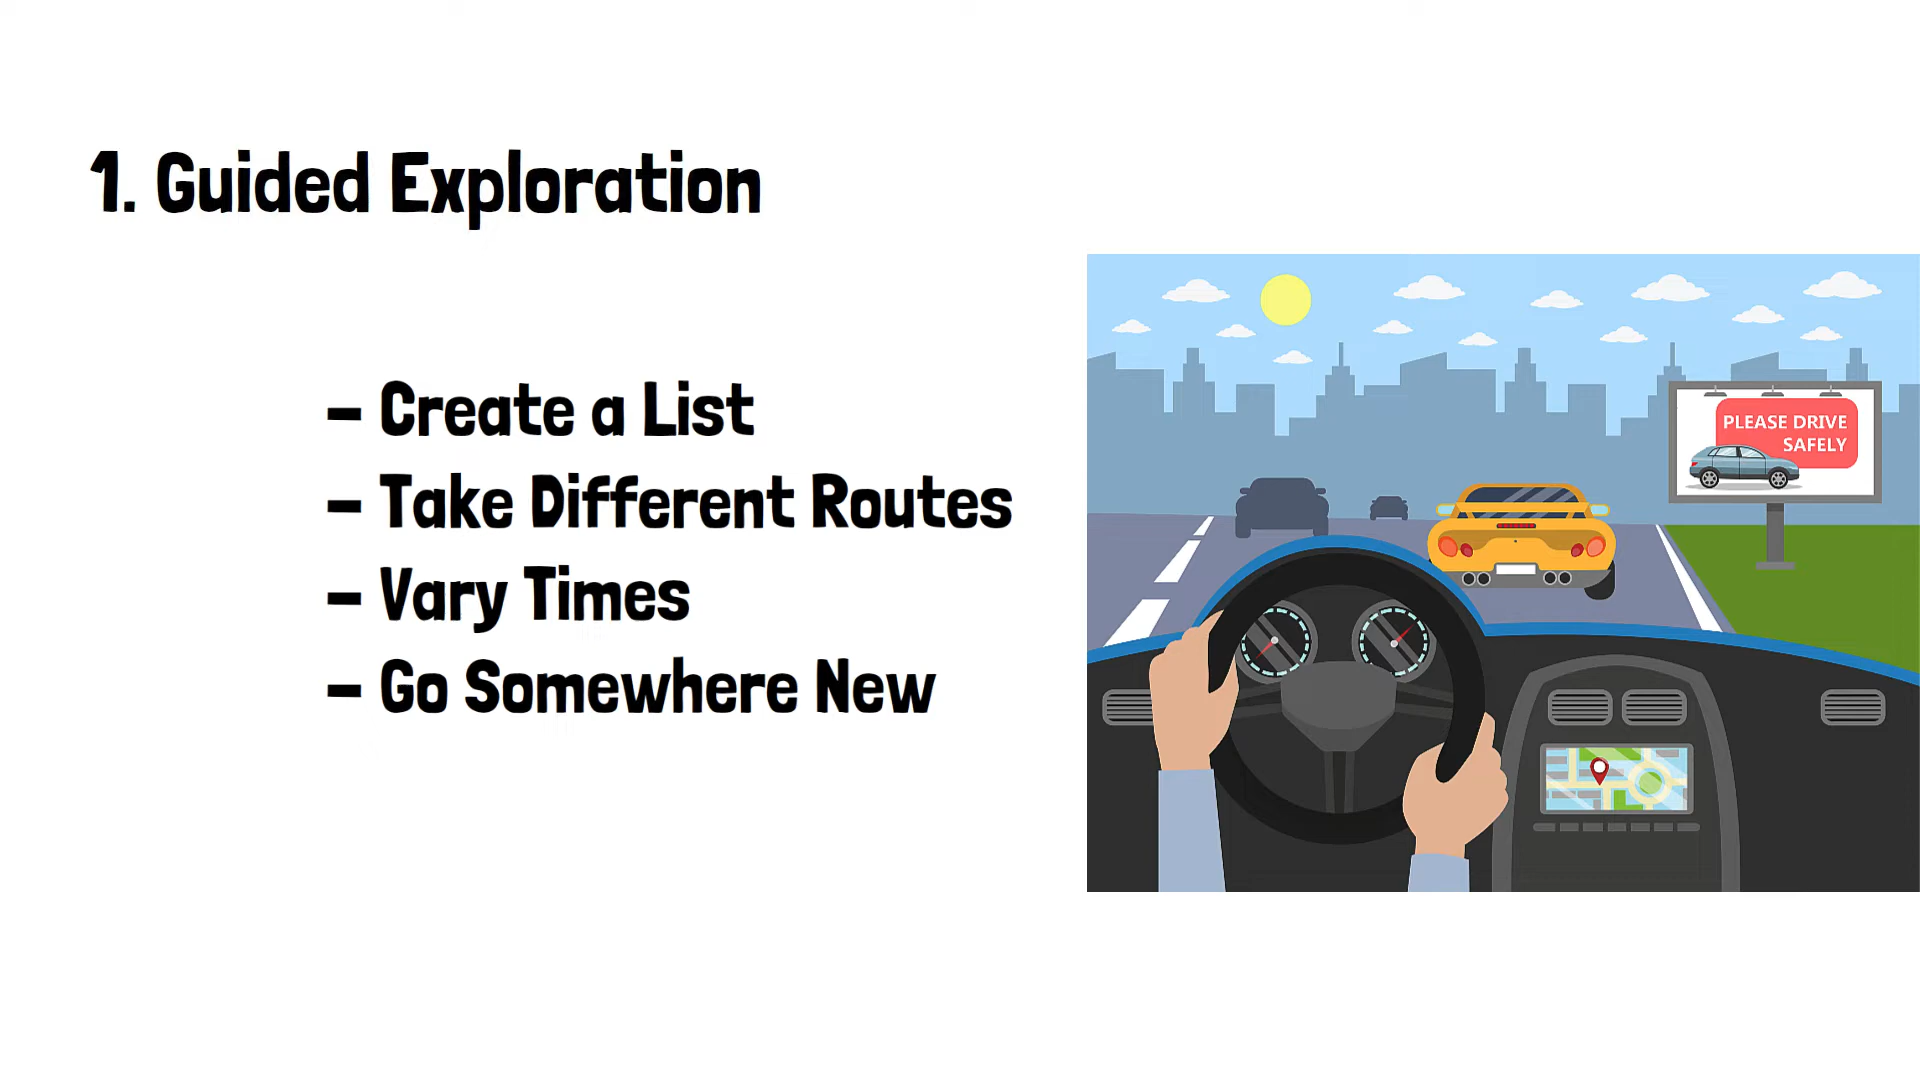 1. Guided Exploration
- Create a List
- Take Different Routes
- Vary Times
- Go Somewhere New
PLEASE DRIVE
SAFELY